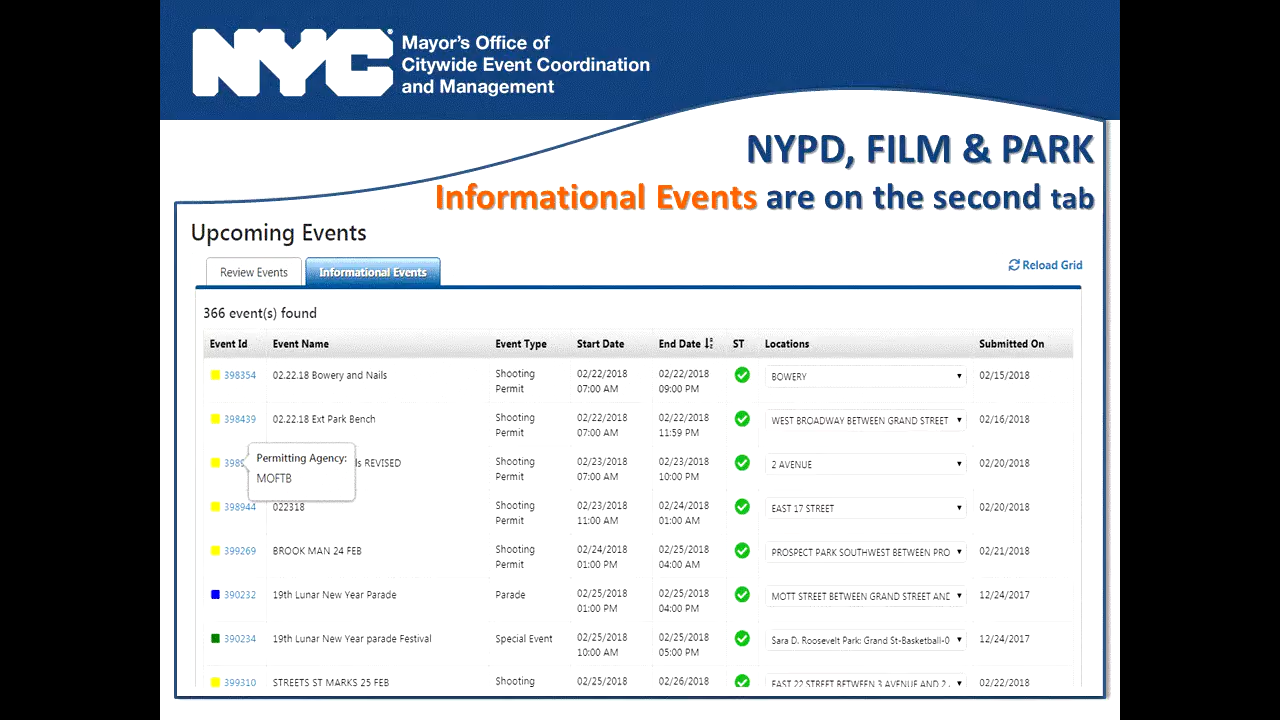 NYC
Mayor's Office of
Citywide Event Coordination
and Management
NYPD, FILM & PARK
Informational Events are on the second tab
Upcoming Events
Review Events Informational Events Reload Grid
366 event(s) found
Event Id Event Name Event Type Start Date End Date ST Locations Submitted On
398354 02.22.18 Bowery and Nails Shooting Permit 02/22/2018 07:00 AM 02/22/2018 09:00 PM BOWERY 02/15/2018
398439 02.22.18 Ext Park Bench Shooting Permit 02/22/2018 07:00 AM 02/22/2018 11:59 PM WEST BROADWAY BETWEEN GRAND STREET 02/16/2018
Permitting Agency:
MOFTB
REVISED Shooting Permit 02/23/2018 07:00 AM 02/23/2018 10:00 PM 2 AVENUE 02/20/2018
398944 022318 Shooting Permit 02/23/2018 11:00 AM 02/24/2018 01:00 AM EAST 17 STREET 02/20/2018
399269 BROOK MAN 24 FEB Shooting Permit 02/24/2018 01:00 PM 02/25/2018 04:00 AM PROSPECT PARK SOUTHWEST BETWEEN PRO 02/21/2018
390232 19th Lunar New Year Parade Parade 02/25/2018 01:00 PM 02/25/2018 04:00 PM MOTT STREET BETWEEN GRAND STREET AND 12/24/2017
390234 19th Lunar New Year parade Festival Special Event 02/25/2018 10:00 AM 02/25/2018 05:00 PM Sara D. Roosevelt Park: Grand St-Basketball-0 12/24/2017
399310 STREETS ST MARKS 25 FEB Shooting 02/25/2018 02/26/2018 EAST 22 STREET BETWEEN 3 AVENUE AND 2 02/22/2018